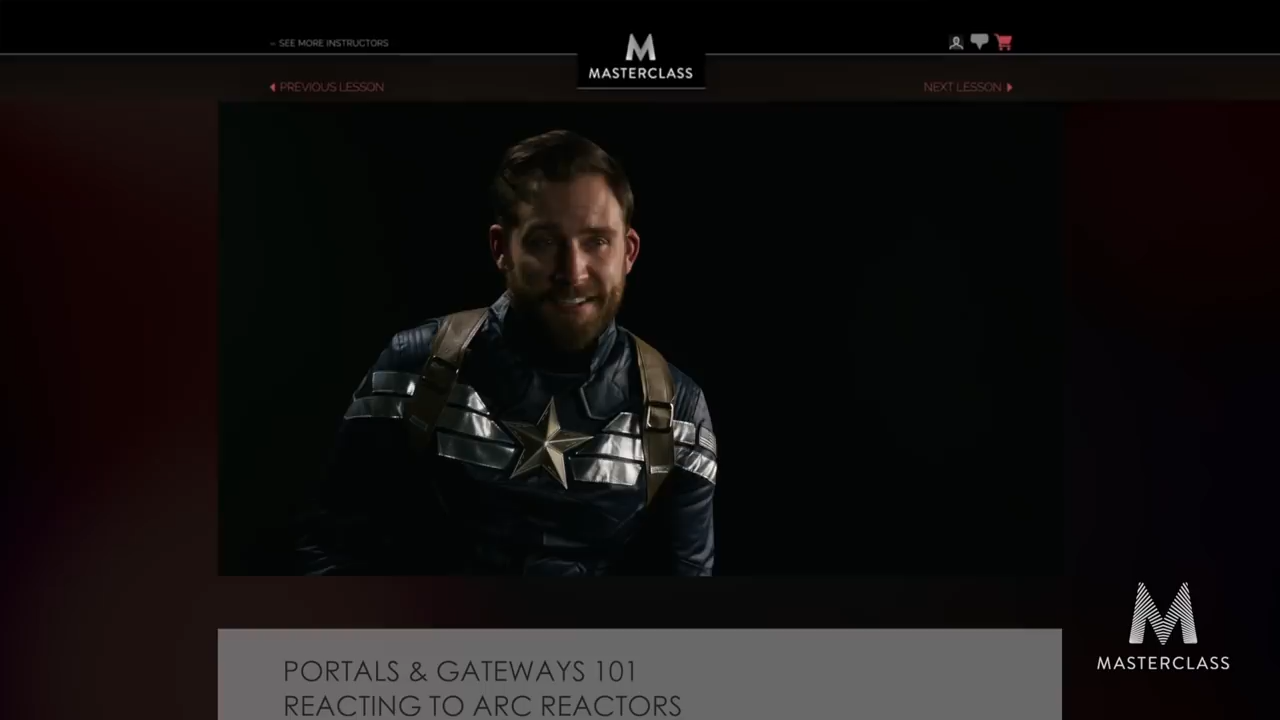 ← SEE MORE INSTRUCTORS
MASTERCLASS
PREVIOUS LESSON
NEXT LESSON
MASTERCLASS
PORTALS & GATEWAYS 101
REACTING TO ARC REACTORS